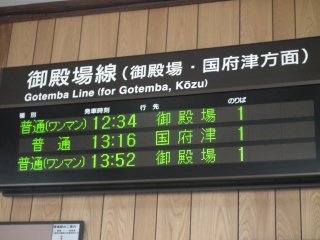 御殿場線(御殿場・国府津方面)
Gotemba Line (for Gotemba, Kōzu)
種別 発車時刻 行先 のりば
普通(ワンマン) 12:34 御殿場 1
普通 13:16 国府津 1
普通(ワンマン) 13:52 御殿場 1